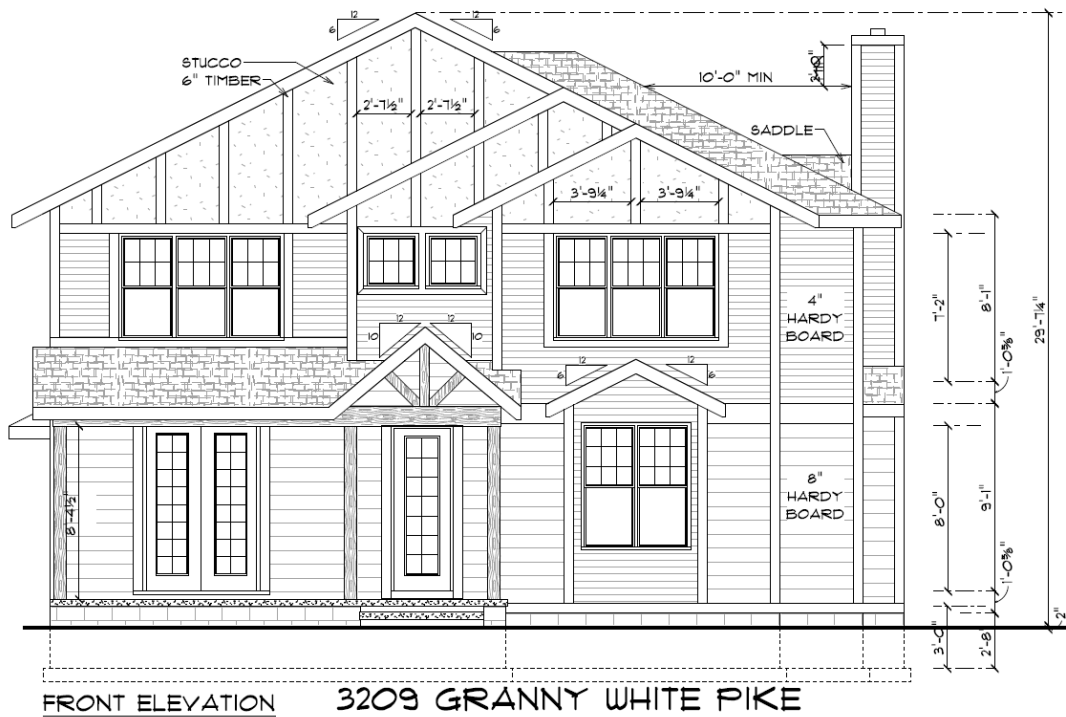 12
12
6
6
STUCCO
6" TIMBER
10'-0" MIN
2'-7½"
2'-7½"
SADDLE
3'-9¼"
3'-9¼"
4"
HARDY
BOARD
7'-2"
8'-1"
29'-7¼"
1'-0⅝"
12
12
10
10
12
12
6
6
8'-4½"
8"
HARDY
BOARD
8'-0"
9'-1"
1'-0⅝"
2"
3'-0"
2'-8"
FRONT ELEVATION
3209 GRANNY WHITE PIKE